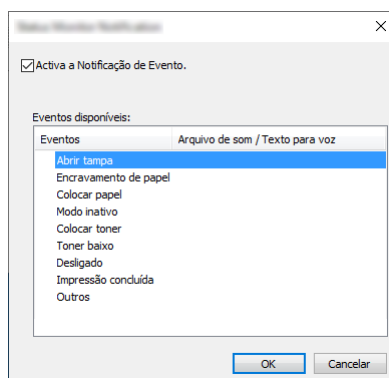 Activa a Notificação de Evento.
Eventos disponíveis:
Eventos Arquivo de som / Texto para voz
Abrir tampa
Encravamento de papel
Colocar papel
Modo inativo
Colocar toner
Toner baixo
Desligado
Impressão concluída
Outros
OK Cancelar